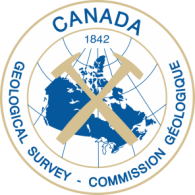 CANADA
1842
GEOLOGICAL SURVEY - COMMISSION GÉOLOGIQUE